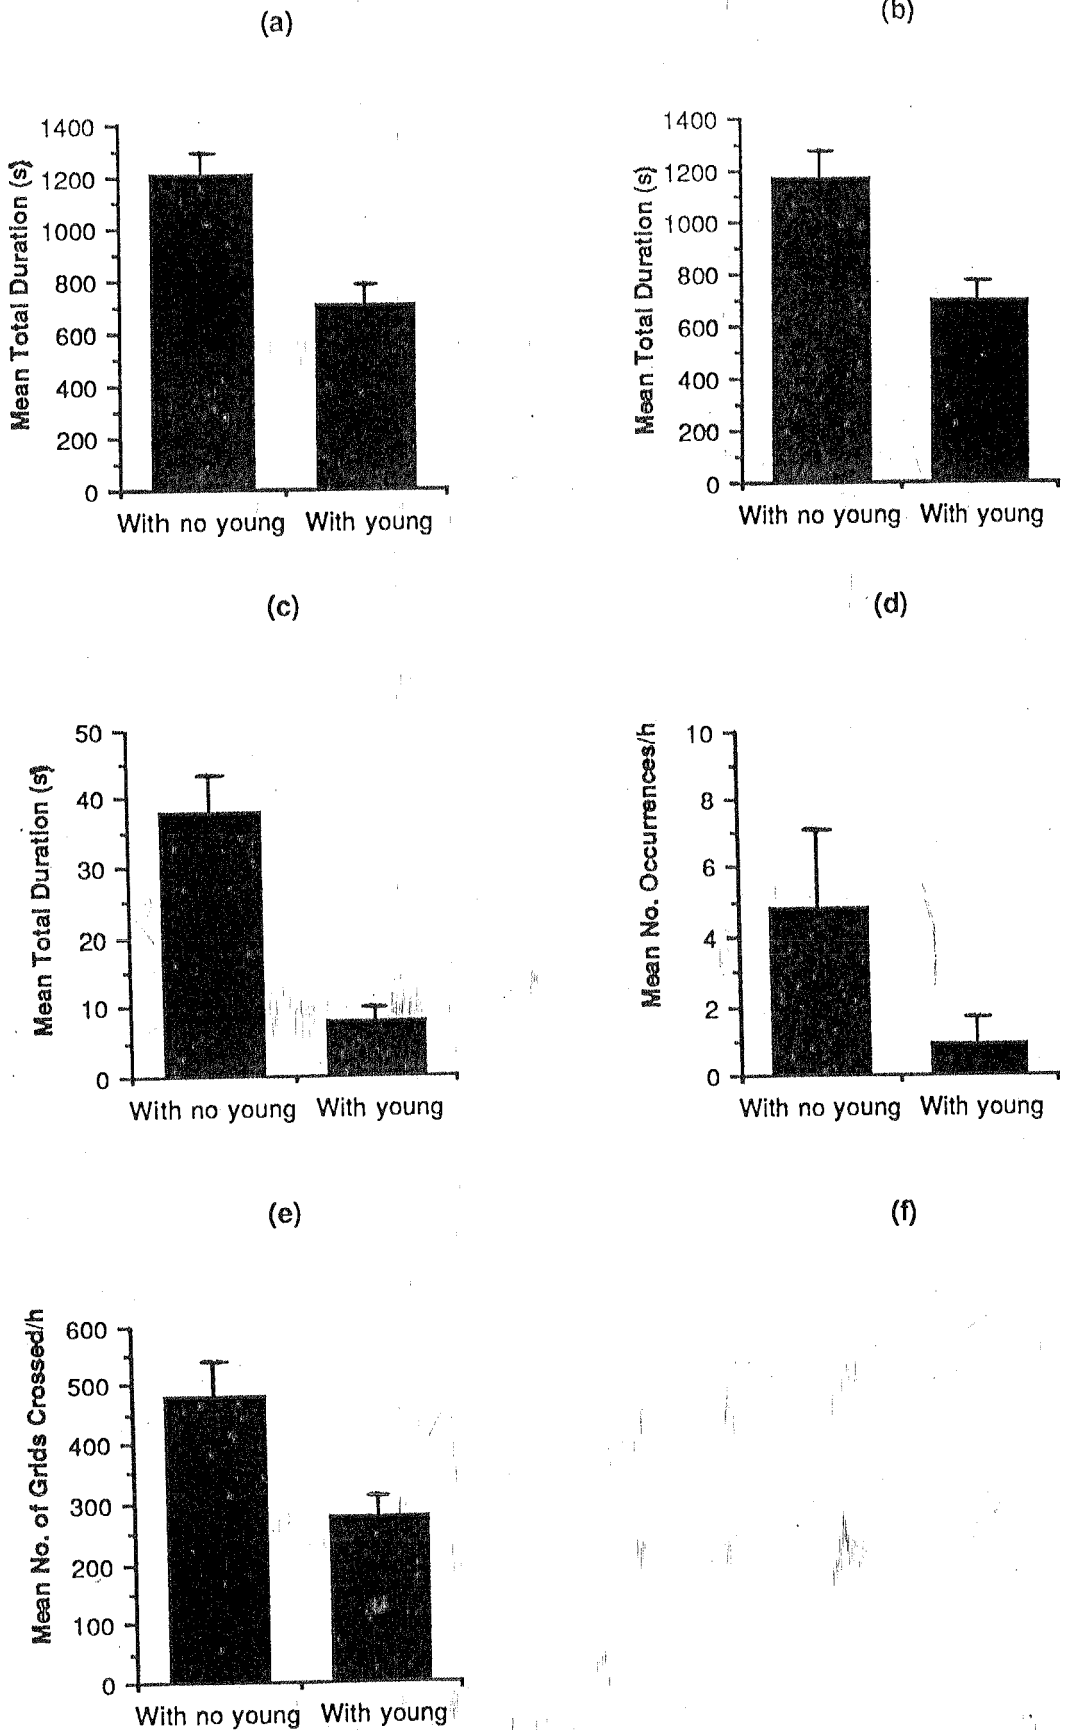 (a)
(b)
Mean Total Duration (s)
1400
1200
1000
800
600
400
200
0
With no young With young
Mean Total Duration (s)
1400
1200
1000
800
600
400
200
0
With no young With young
(c)
(d)
Mean Total Duration (s)
50
40
30
20
10
0
With no young With young
Mean No. Occurrences/h
10
8
6
4
2
0
With no young With young
(e)
(f)
Mean No. of Grids Crossed/h
600
500
400
300
200
100
0
With no young With young